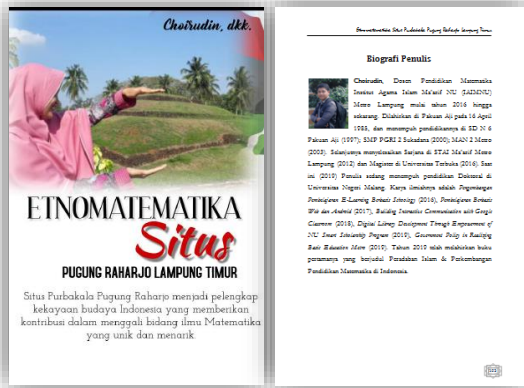 Choirudin, dkk.
ETNOMATEMATIKA
Situs
PUGUNG RAHARJO LAMPUNG TIMUR
Situs Purbakala Pugung Raharjo menjadi pelengkap
kekayaan budaya Indonesia yang memberikan
kontribusi dalam menggali bidang ilmu Matematika
yang unik dan menarik.
Etnomatematika Situs Purbakala Pugung Raharjo Lampung Timur
Biografi Penulis
Choirudin, Dosen Pendidikan Matematika
Institut Agama Islam Ma'arif NU (IAIMNU)
Metro Lampung mulai tahun 2016 hingga
sekarang. Dilahirkan di Pakuan Aji pada 16 April
1985, dan menempuh pendidikannya di SD N 6
Pakuan Aji (1997); SMP PGRI 2 Sukadana (2000); MAN 2 Metro
(2003). Selanjutnya menyelesaikan Sarjana di STAI Ma'arif Metro
Lampung (2012) dan Magister di Universitas Terbuka (2016). Saat
ini (2019) Penulis sedang menempuh pendidikan Doktoral di
Universitas Negeri Malang. Karya ilmiahnya adalah Pengembangan
Pembelajaran E-Learning Berbasis Schoology (2016), Pembelajaran Berbasis
Web dan Android (2017), Building Interactive Communication with Google
Classroom (2018), Digital Library Development Through Empowerment of
NU Smart Scholarship Program (2019), Government Policy in Realizing
Basic Education Metro (2019). Tahun 2019 telah melahirkan buku
pertamanya yang berjudul Peradaban Islam & Perkembangan
Pendidikan Matematika di Indonesia.